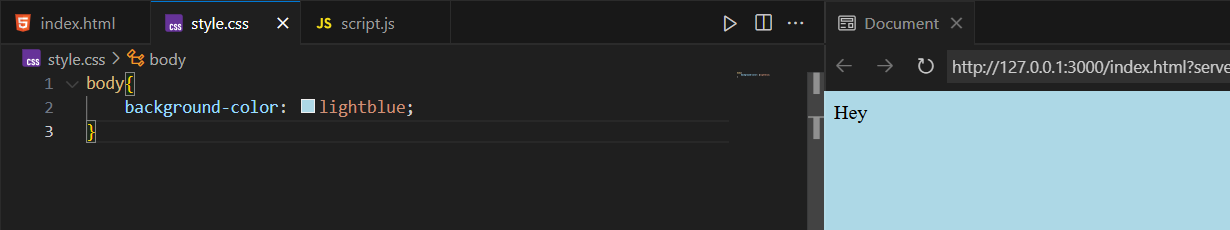 index.html style.css script.js Document
style.css > body http://127.0.0.1:3000/index.html?serve
1 body{
2 background-color: lightblue;
3 }
Hey